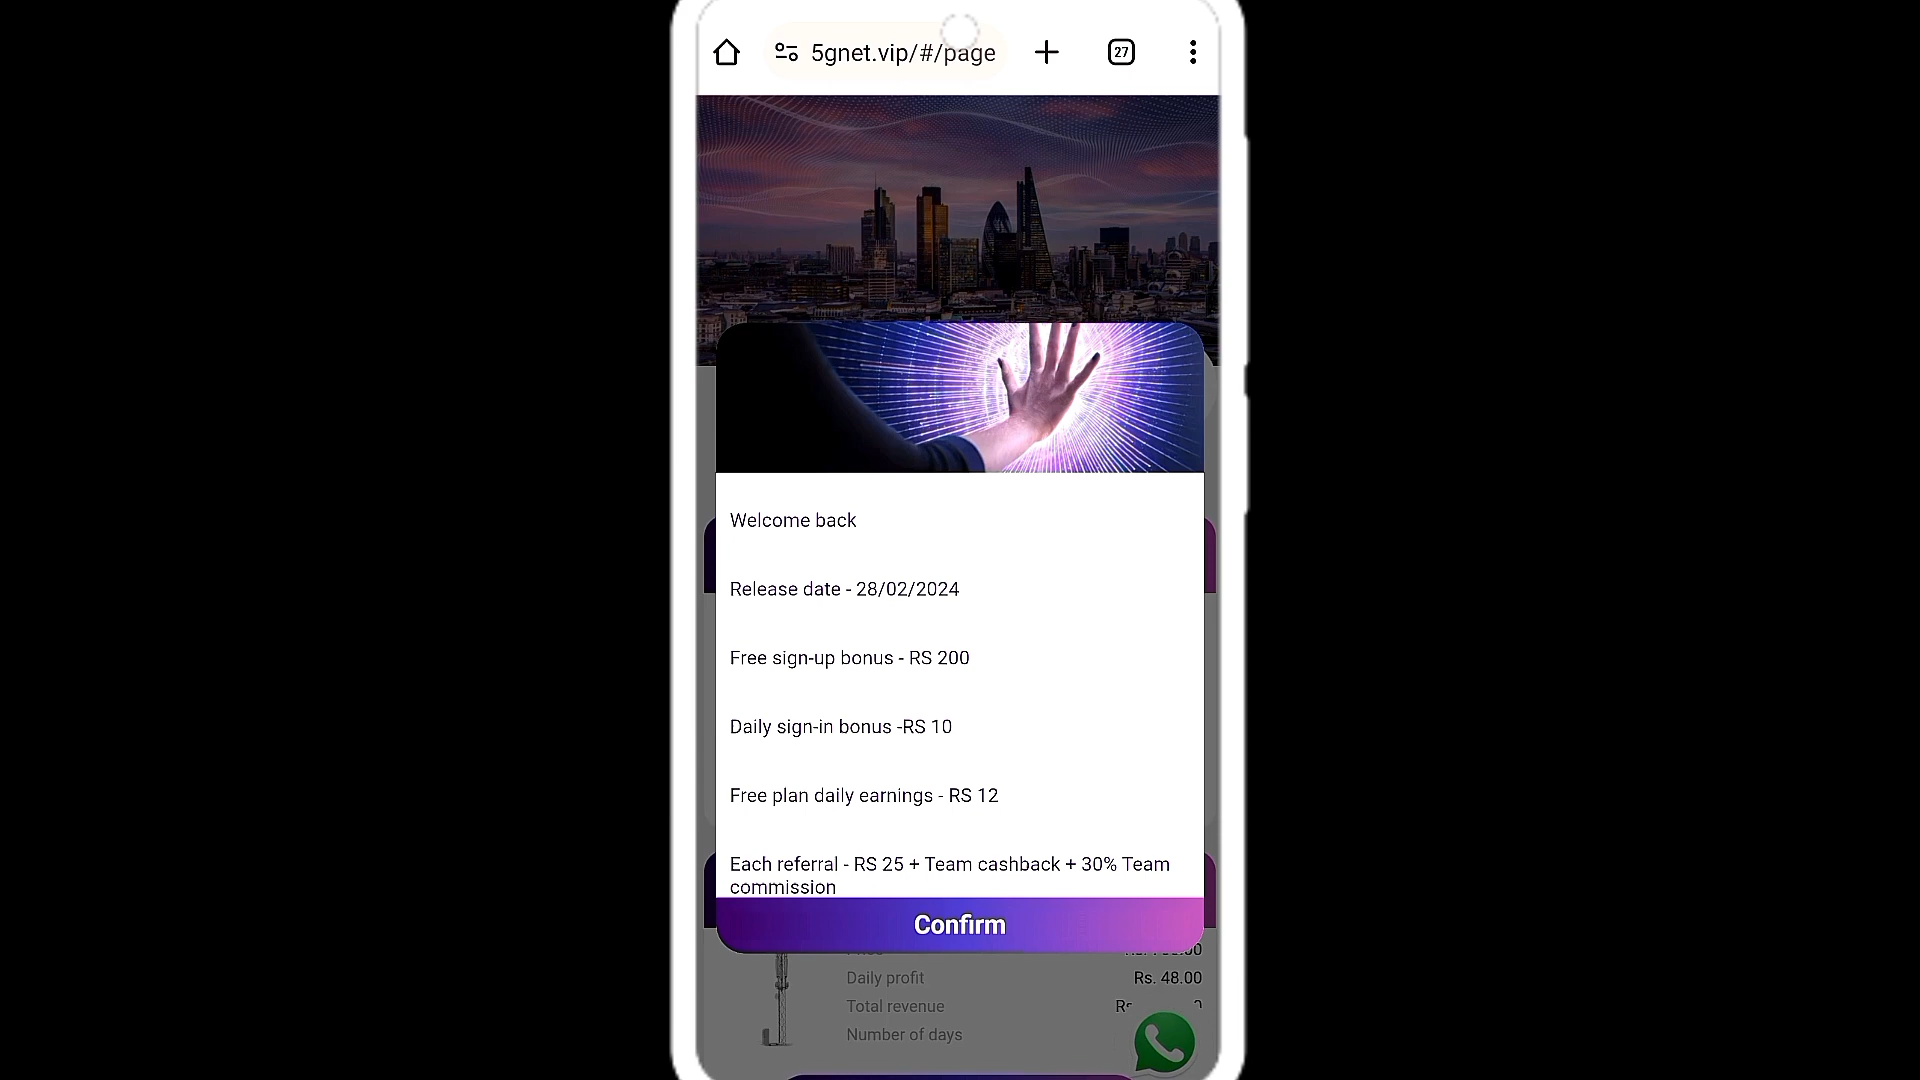 5gnet.vip/#/page
27
Welcome back
Release date - 28/02/2024
Free sign-up bonus - RS 200
Daily sign-in bonus -RS 10
Free plan daily earnings - RS 12
Each referral - RS 25 + Team cashback + 30% Team
commission
Confirm
Daily profit Rs. 48.00
Total revenue
Number of days